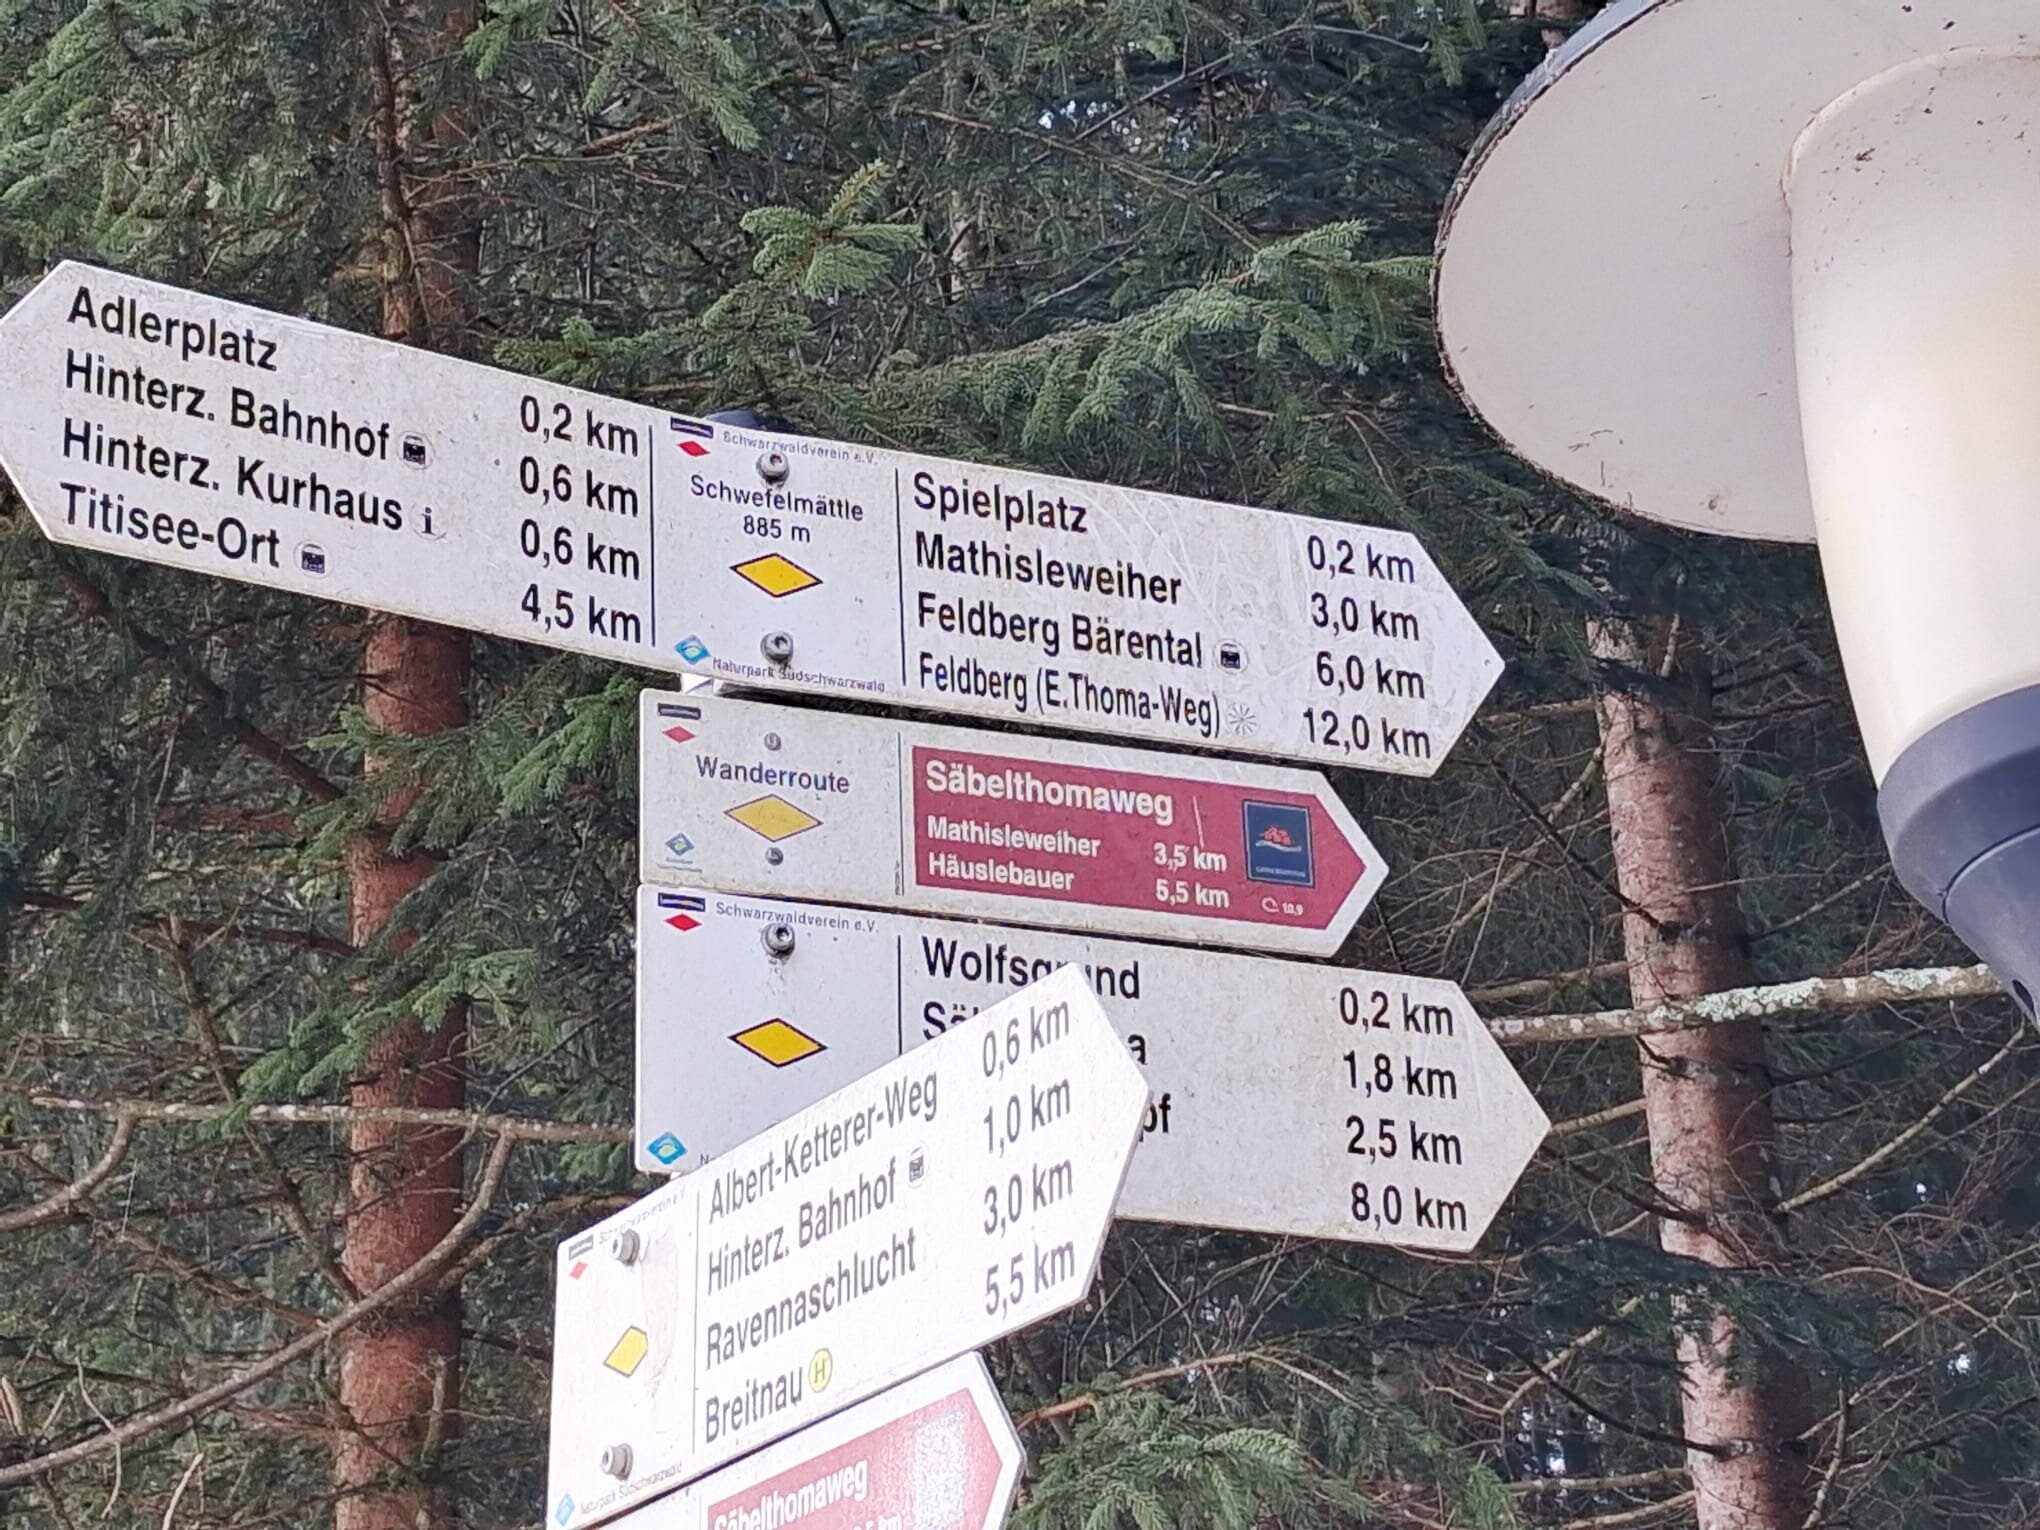 Adlerplatz 0,2 km
Hinterz. Bahnhof 0,6 km
Hinterz. Kurhaus i 0,6 km
Titisee-Ort 4,5 km
Schwarzwaldverein e.V.
Schwefelmättle
885 m
Naturpark Südschwarzwald
Spielplatz 0,2 km
Mathisleweiher 3,0 km
Feldberg Bärental 6,0 km
Feldberg (E.Thoma-Weg) 12,0 km
Wanderroute
Säbelthomaweg
Mathisleweiher 3,5 km
Häuslebauer 5,5 km
10.9
Schwarzwaldverein e.V.
Wolfsgrund 0,2 km
1,8 km
2,5 km
8,0 km
Albert-Ketterer-Weg 0,6 km
Hinterz. Bahnhof 1,0 km
Ravennaschlucht 3,0 km
Breitnau H 5,5 km
Naturpark Südschwarzwald
Säbelthomaweg